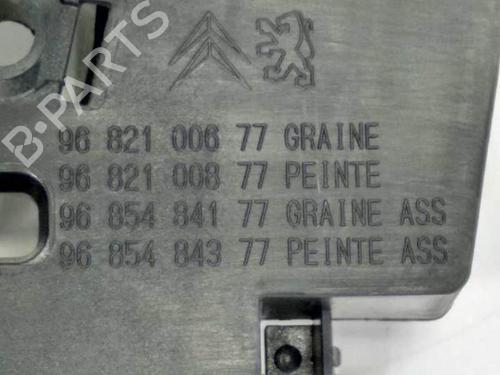 B-PARTS
96 821 006 77 GRAINE
96 821 008 77 PEINTE
96 854 841 77 GRAINE ASS
96 854 843 77 PEINTE ASS